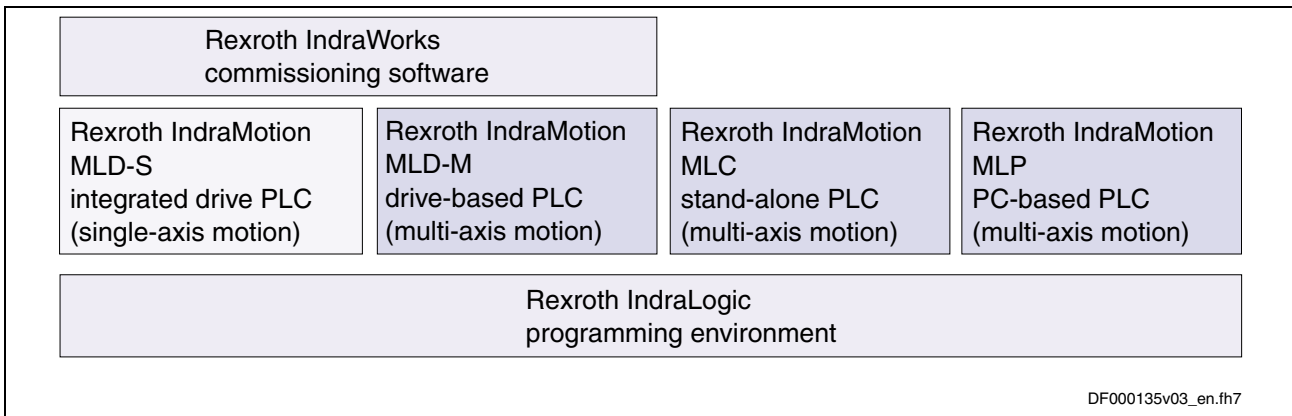 Rexroth IndraWorks
commissioning software
Rexroth IndraMotion
MLD-S
integrated drive PLC
(single-axis motion)
Rexroth IndraMotion
MLD-M
drive-based PLC
(multi-axis motion)
Rexroth IndraMotion
MLC
stand-alone PLC
(multi-axis motion)
Rexroth IndraMotion
MLP
PC-based PLC
(multi-axis motion)
Rexroth IndraLogic
programming environment
DF000135v03_en.fh7